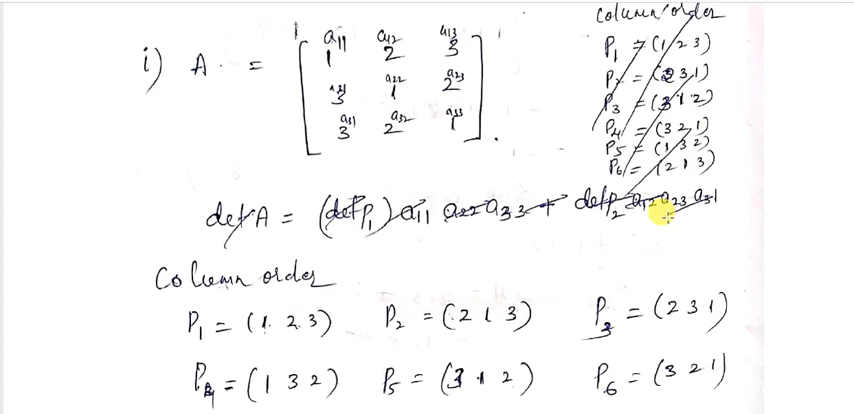 Column order
i) A = [ a11 a12 a13
1 2 3
a21 a22 a23
3 1 2
a31 a32 a33
3 2 1 ].
P1 = (1 2 3)
P2 = (2 3 1)
P3 = (3 1 2)
P4 = (3 2 1)
P5 = (1 3 2)
P6 = (2 1 3)
det A = (det P1) a11 a22 a33 + det P2 a12 a23 a31
Column order
P1 = (1 2 3) P2 = (2 1 3) P3 = (2 3 1)
P4 = (1 3 2) P5 = (3 1 2) P6 = (3 2 1)